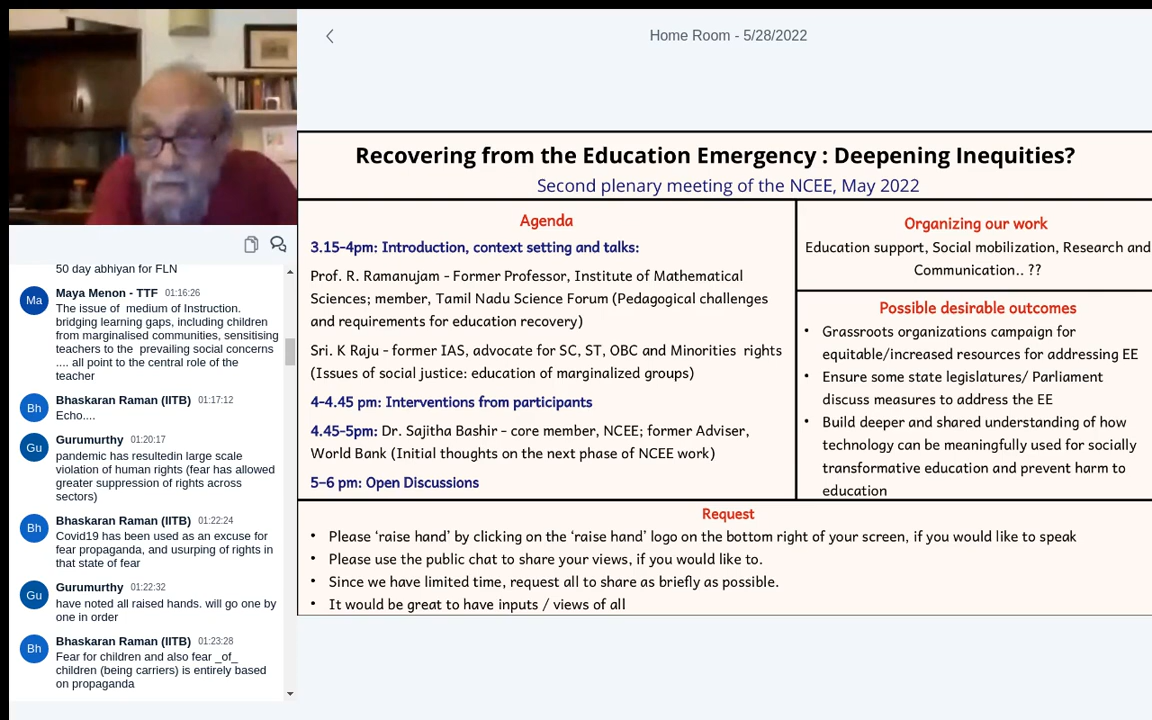 Home Room - 5/28/2022
50 day abhiyan for FLN
Ma
Maya Menon - TTF 01:16:26
The issue of medium of Instruction.
bridging learning gaps, including children
from marginalised communities, sensitising
teachers to the prevailing social concerns
.... all point to the central role of the
teacher
Bh
Bhaskaran Raman (IITB) 01:17:12
Echo....
Gu
Gurumurthy 01:20:17
pandemic has resultedin large scale
violation of human rights (fear has allowed
greater suppression of rights across
sectors)
Bh
Bhaskaran Raman (IITB) 01:22:24
Covid19 has been used as an excuse for
fear propaganda, and usurping of rights in
that state of fear
Gu
Gurumurthy 01:22:32
have noted all raised hands. will go one by
one in order
Bh
Bhaskaran Raman (IITB) 01:23:28
Fear for children and also fear _of_
children (being carriers) is entirely based
on propaganda
Recovering from the Education Emergency : Deepening Inequities?
Second plenary meeting of the NCEE, May 2022
Agenda
3.15-4pm: Introduction, context setting and talks:
Prof. R. Ramanujam - Former Professor, Institute of Mathematical
Sciences; member, Tamil Nadu Science Forum (Pedagogical challenges
and requirements for education recovery)
Sri. K Raju - former IAS, advocate for SC, ST, OBC and Minorities rights
(Issues of social justice: education of marginalized groups)
4-4.45 pm: Interventions from participants
4.45-5pm: Dr. Sajitha Bashir - core member, NCEE; former Adviser,
World Bank (Initial thoughts on the next phase of NCEE work)
5-6 pm: Open Discussions
Organizing our work
Education support, Social mobilization, Research and
Communication.. ??
Possible desirable outcomes
• Grassroots organizations campaign for
equitable/increased resources for addressing EE
• Ensure some state legislatures/ Parliament
discuss measures to address the EE
• Build deeper and shared understanding of how
technology can be meaningfully used for socially
transformative education and prevent harm to
education
Request
• Please ‘raise hand’ by clicking on the ‘raise hand’ logo on the bottom right of your screen, if you would like to speak
• Please use the public chat to share your views, if you would like to.
• Since we have limited time, request all to share as briefly as possible.
• It would be great to have inputs / views of all